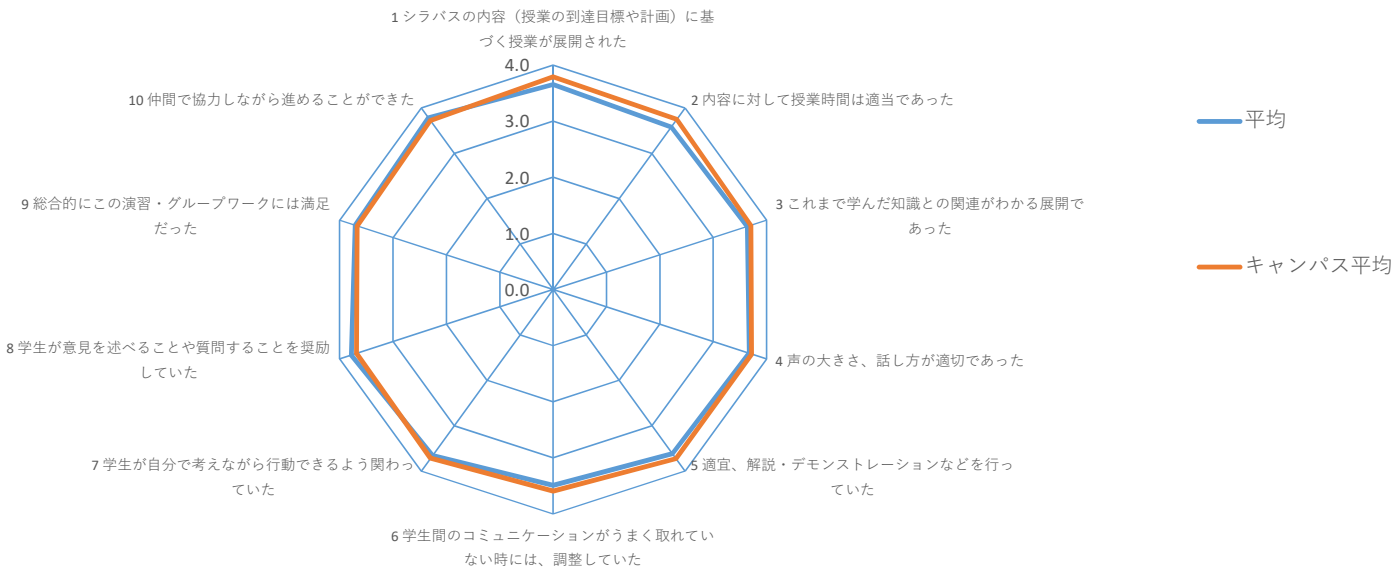 1 シラバスの内容（授業の到達目標や計画）に基
づく授業が展開された
4.0
3.0
2.0
1.0
0.0
2 内容に対して授業時間は適当であった
3 これまで学んだ知識との関連がわかる展開で
あった
4 声の大きさ、話し方が適切であった
5 適宜、解説・デモンストレーションなどを行っ
ていた
6 学生間のコミュニケーションがうまく取れてい
ない時には、調整していた
7 学生が自分で考えながら行動できるよう関わっ
ていた
8 学生が意見を述べることや質問することを奨励
していた
9 総合的にこの演習・グループワークには満足
だった
10 仲間で協力しながら進めることができた
平均
キャンパス平均